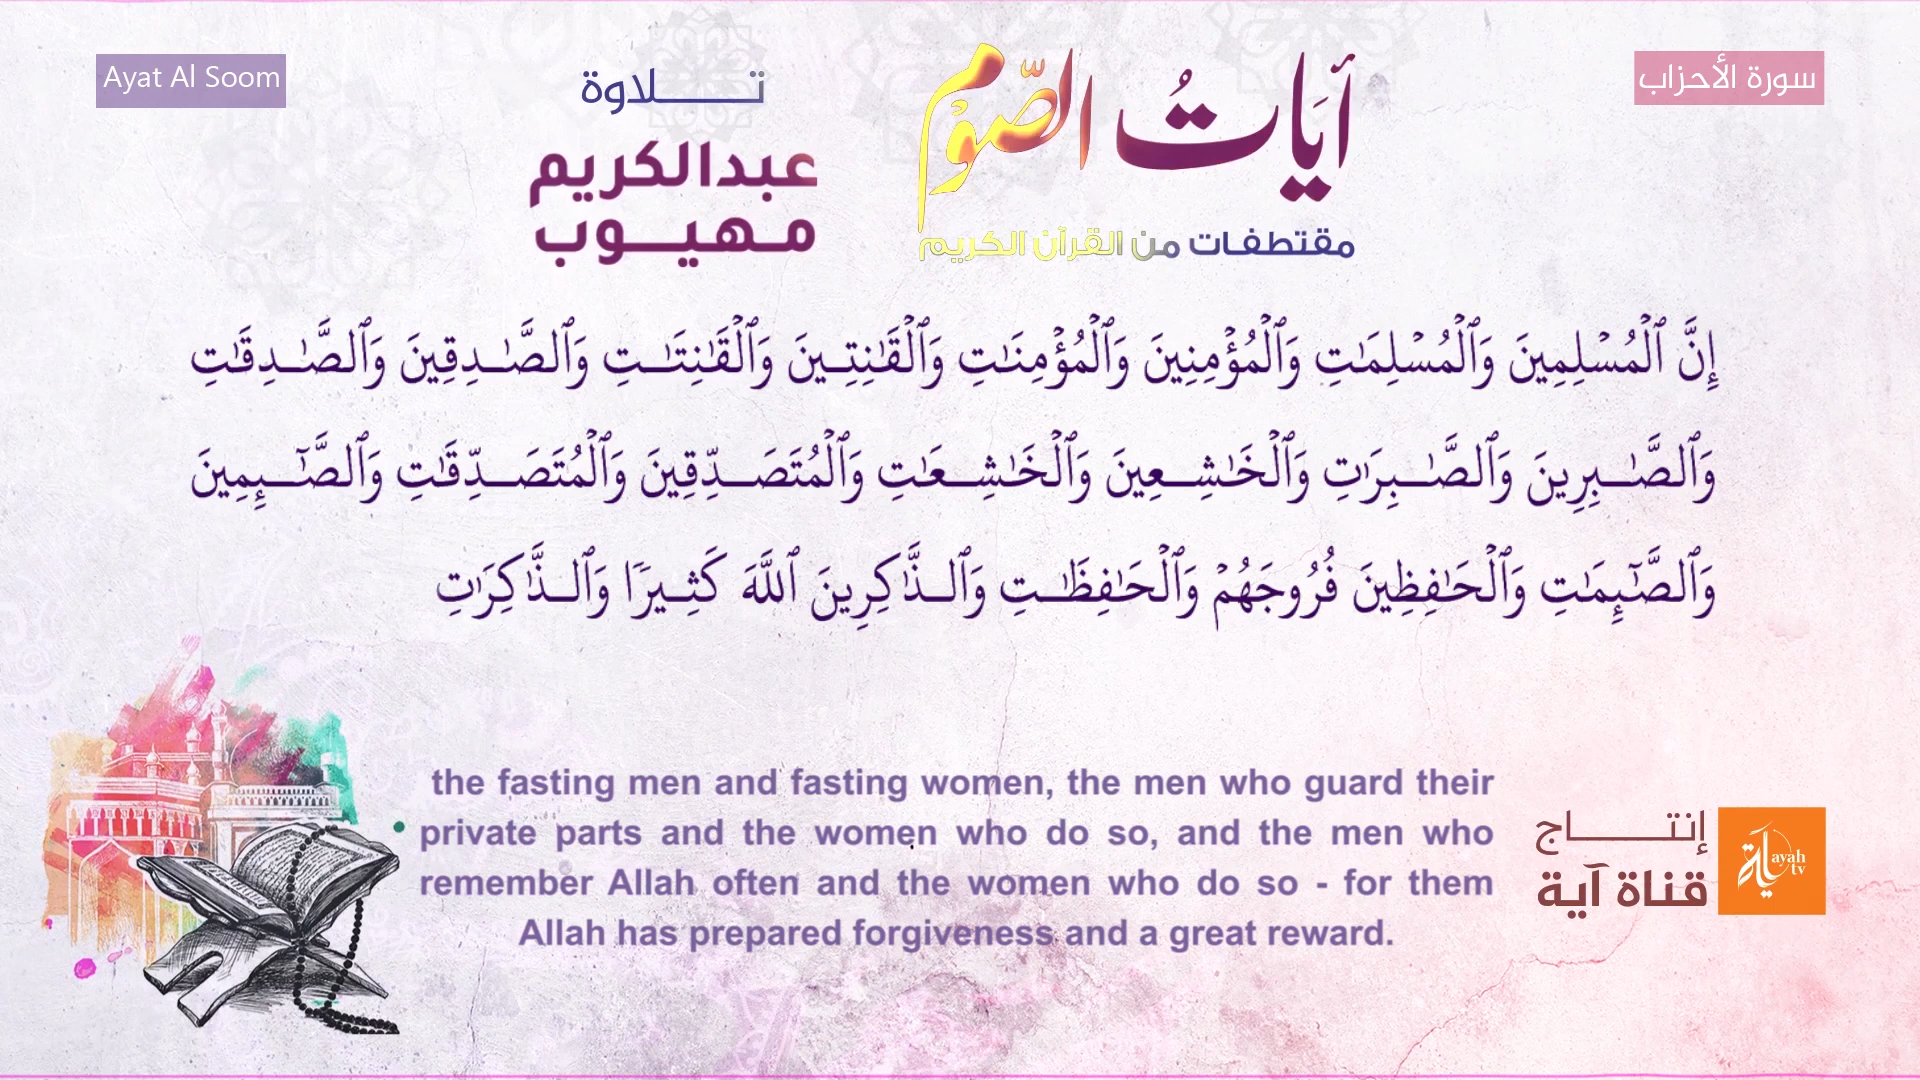 Ayat Al Soom
تـــلاوة
عبدالكريم
مهيــوب
أيَاتُ الصَّوْم
مقتطفات من القرآن الكريم
سورة الأحزاب
إِنَّ ٱلْمُسْلِمِينَ وَٱلْمُسْلِمَٰتِ وَٱلْمُؤْمِنِينَ وَٱلْمُؤْمِنَٰتِ وَٱلْقَٰنِتِينَ وَٱلْقَٰنِتَٰتِ وَٱلصَّٰدِقِينَ وَٱلصَّٰدِقَٰتِ
وَٱلصَّٰبِرِينَ وَٱلصَّٰبِرَٰتِ وَٱلْخَٰشِعِينَ وَٱلْخَٰشِعَٰتِ وَٱلْمُتَصَدِّقِينَ وَٱلْمُتَصَدِّقَٰتِ وَٱلصَّٰٓئِمِينَ
وَٱلصَّٰٓئِمَٰتِ وَٱلْحَٰفِظِينَ فُرُوجَهُمْ وَٱلْحَٰفِظَٰتِ وَٱلذَّٰكِرِينَ ٱللَّهَ كَثِيرًا وَٱلذَّٰكِرَٰتِ
the fasting men and fasting women, the men who guard their
private parts and the women who do so, and the men who
remember Allah often and the women who do so - for them
Allah has prepared forgiveness and a great reward.
إنتـــاج
قناة آية
آية
ayah
tv